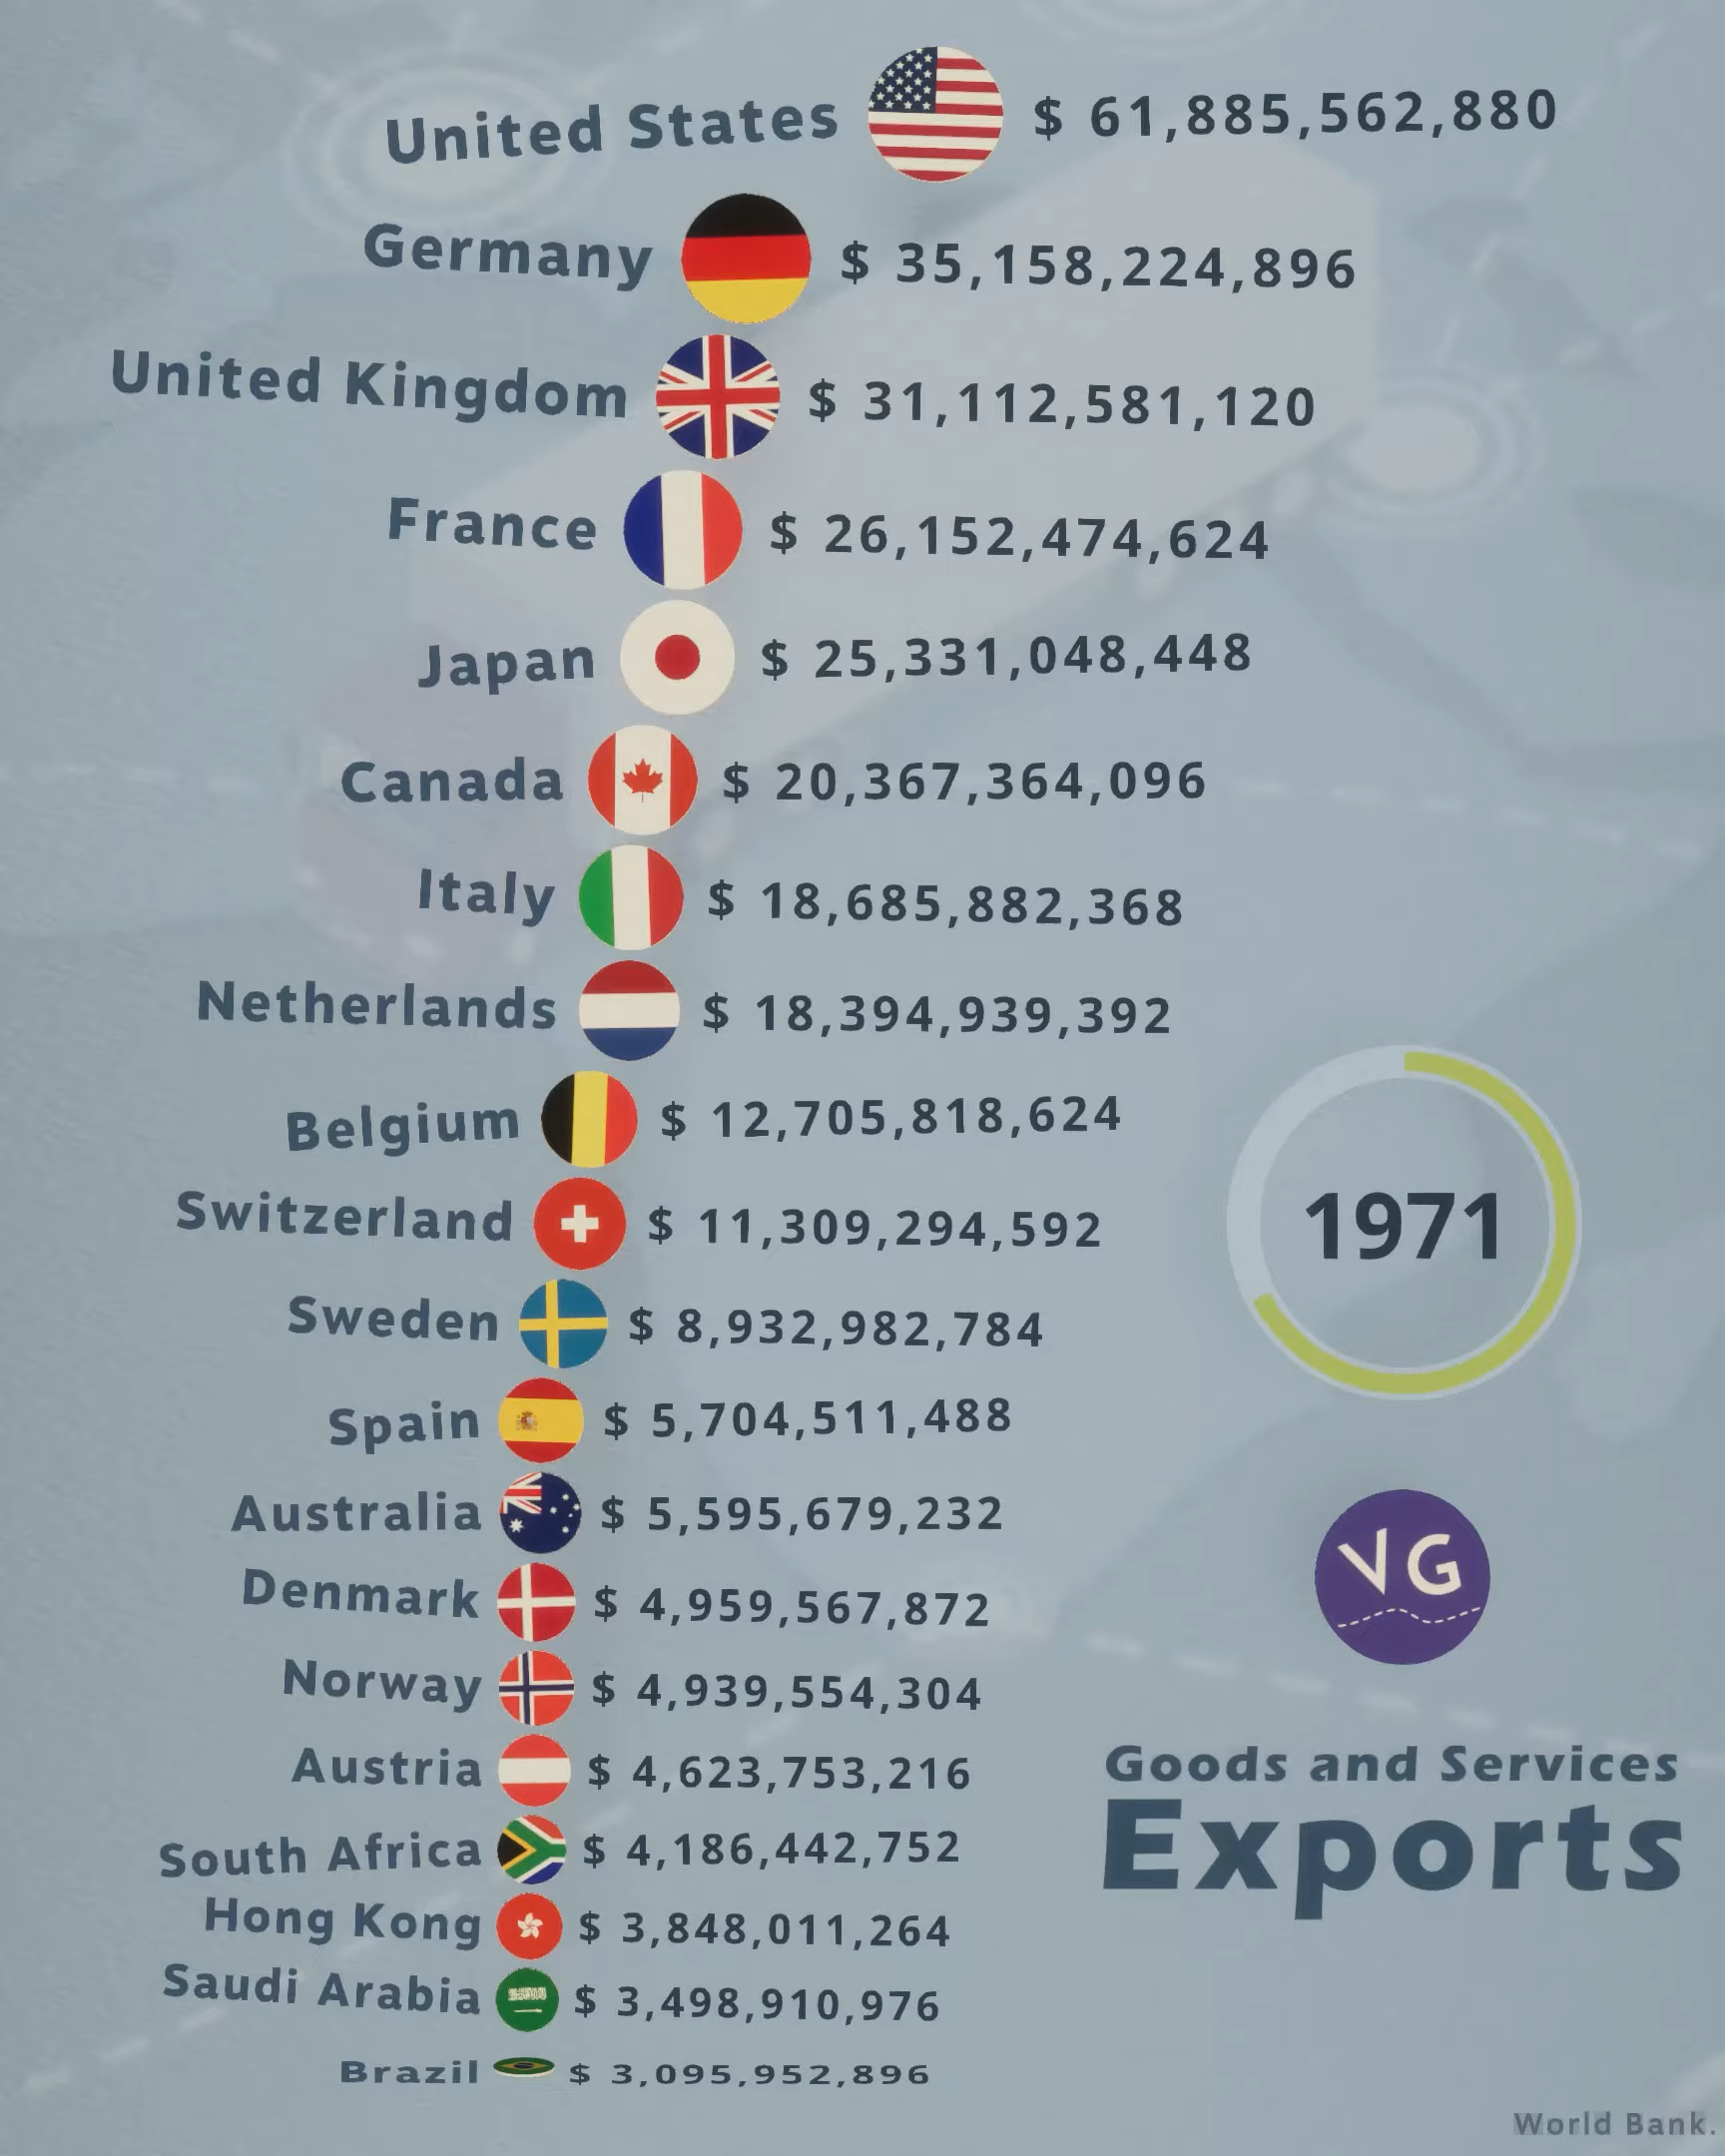 United States $ 61,885,562,880
Germany $ 35,158,224,896
United Kingdom $ 31,112,581,120
France $ 26,152,474,624
Japan $ 25,331,048,448
Canada $ 20,367,364,096
Italy $ 18,685,882,368
Netherlands $ 18,394,939,392
Belgium $ 12,705,818,624
Switzerland $ 11,309,294,592
1971
Sweden $ 8,932,982,784
Spain $ 5,704,511,488
Australia $ 5,595,679,232
VG
Denmark $ 4,959,567,872
Norway $ 4,939,554,304
Austria $ 4,623,753,216
Goods and Services
Exports
South Africa $ 4,186,442,752
Hong Kong $ 3,848,011,264
Saudi Arabia $ 3,498,910,976
Brazil $ 3,095,952,896
World Bank.